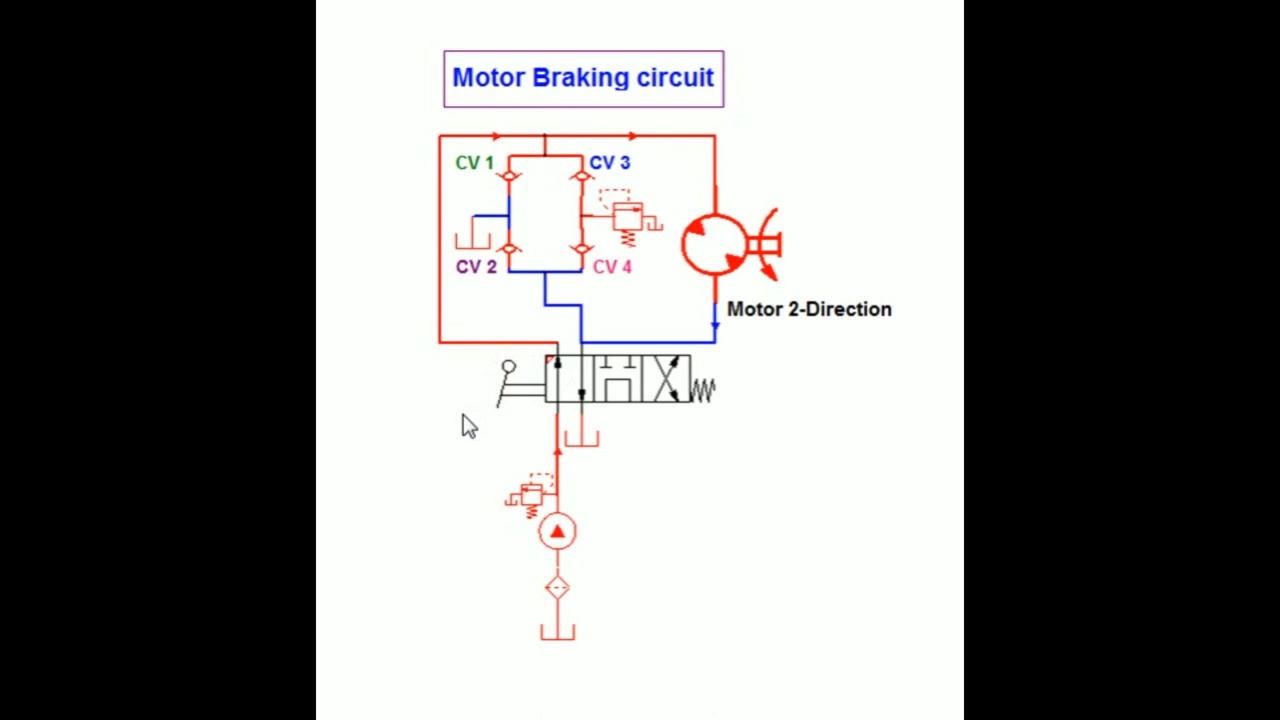 Motor Braking circuit
CV 1
CV 3
CV 2
CV 4
Motor 2-Direction